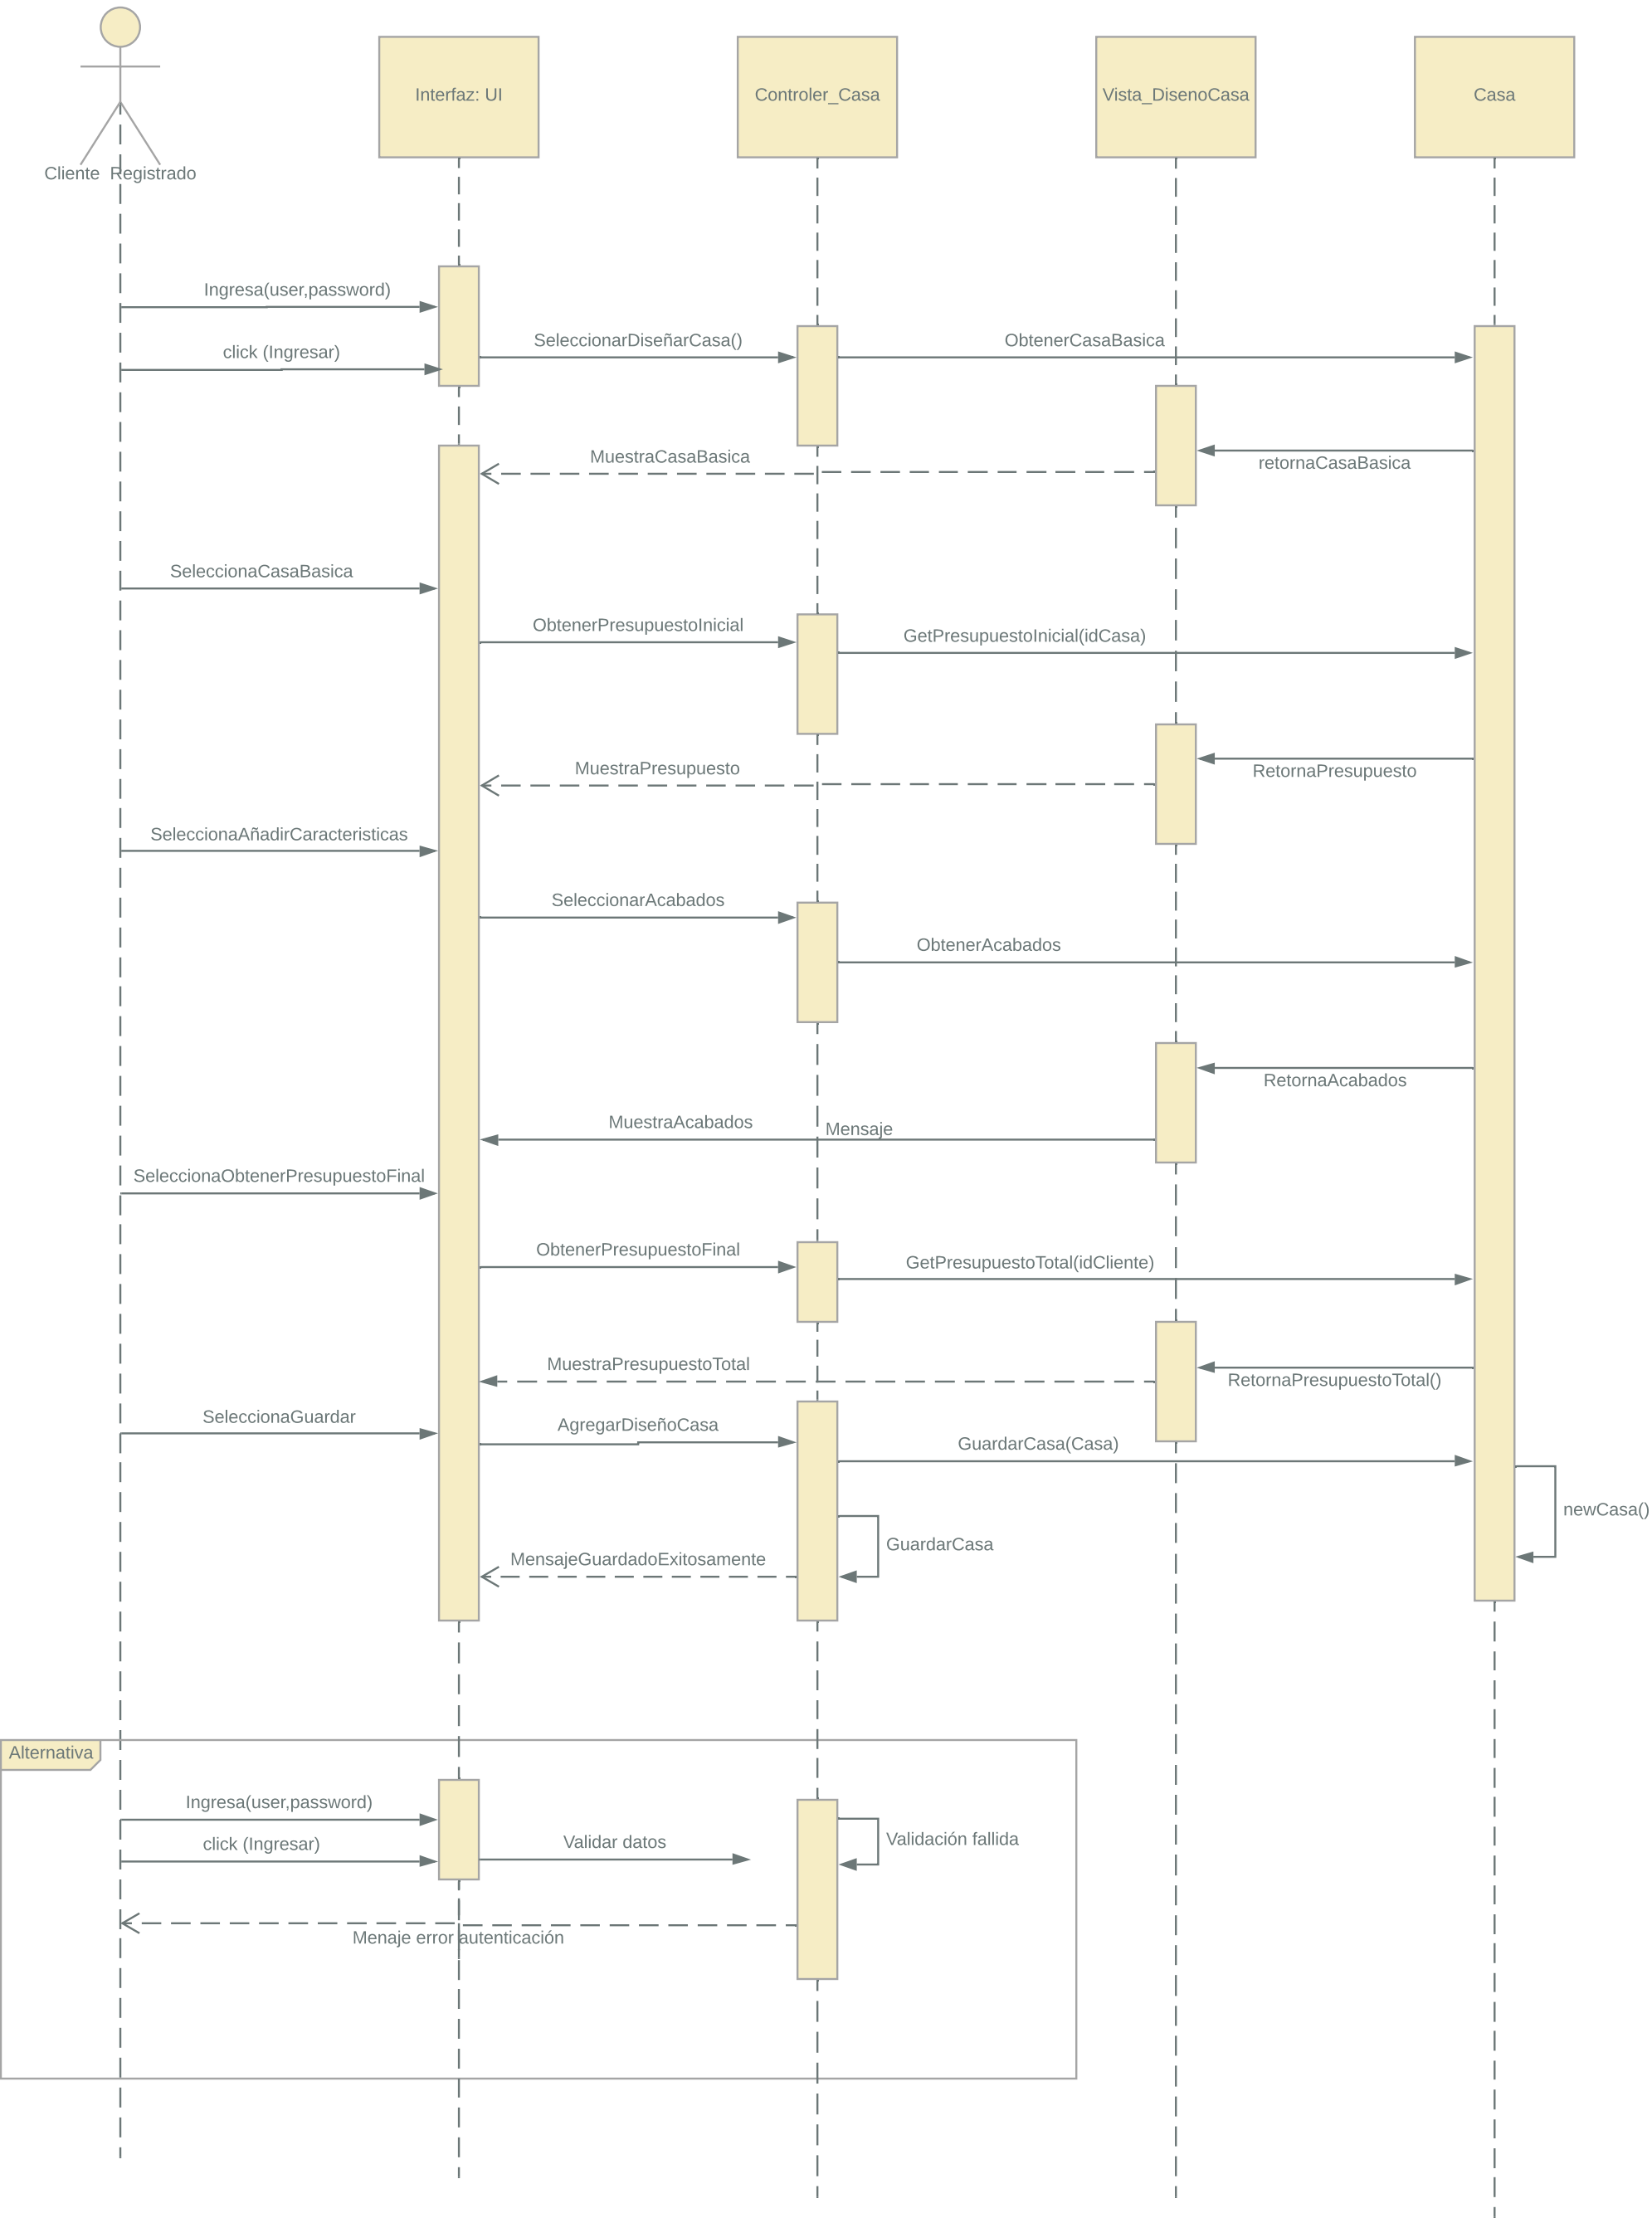 Interfaz: UI
Controler_Casa
Vista_DisenoCasa
Casa
Cliente Registrado
Ingresa(user,password)
SeleccionarDiseñarCasa()
ObtenerCasaBasica
click (Ingresar)
MuestraCasaBasica
retornaCasaBasica
SeleccionaCasaBasica
ObtenerPresupuestoInicial
GetPresupuestoInicial(idCasa)
MuestraPresupuesto
RetornaPresupuesto
SeleccionaAñadirCaracteristicas
SeleccionarAcabados
ObtenerAcabados
RetornaAcabados
MuestraAcabados
Mensaje
SeleccionaObtenerPresupuestoFinal
ObtenerPresupuestoFinal
GetPresupuestoTotal(idCliente)
MuestraPresupuestoTotal
RetornaPresupuestoTotal()
SeleccionaGuardar
AgregarDiseñoCasa
GuardarCasa(Casa)
newCasa()
GuardarCasa
MensajeGuardadoExitosamente
Alternativa
Ingresa(user,password)
Validación fallida
Validar datos
click (Ingresar)
Menaje error autenticación